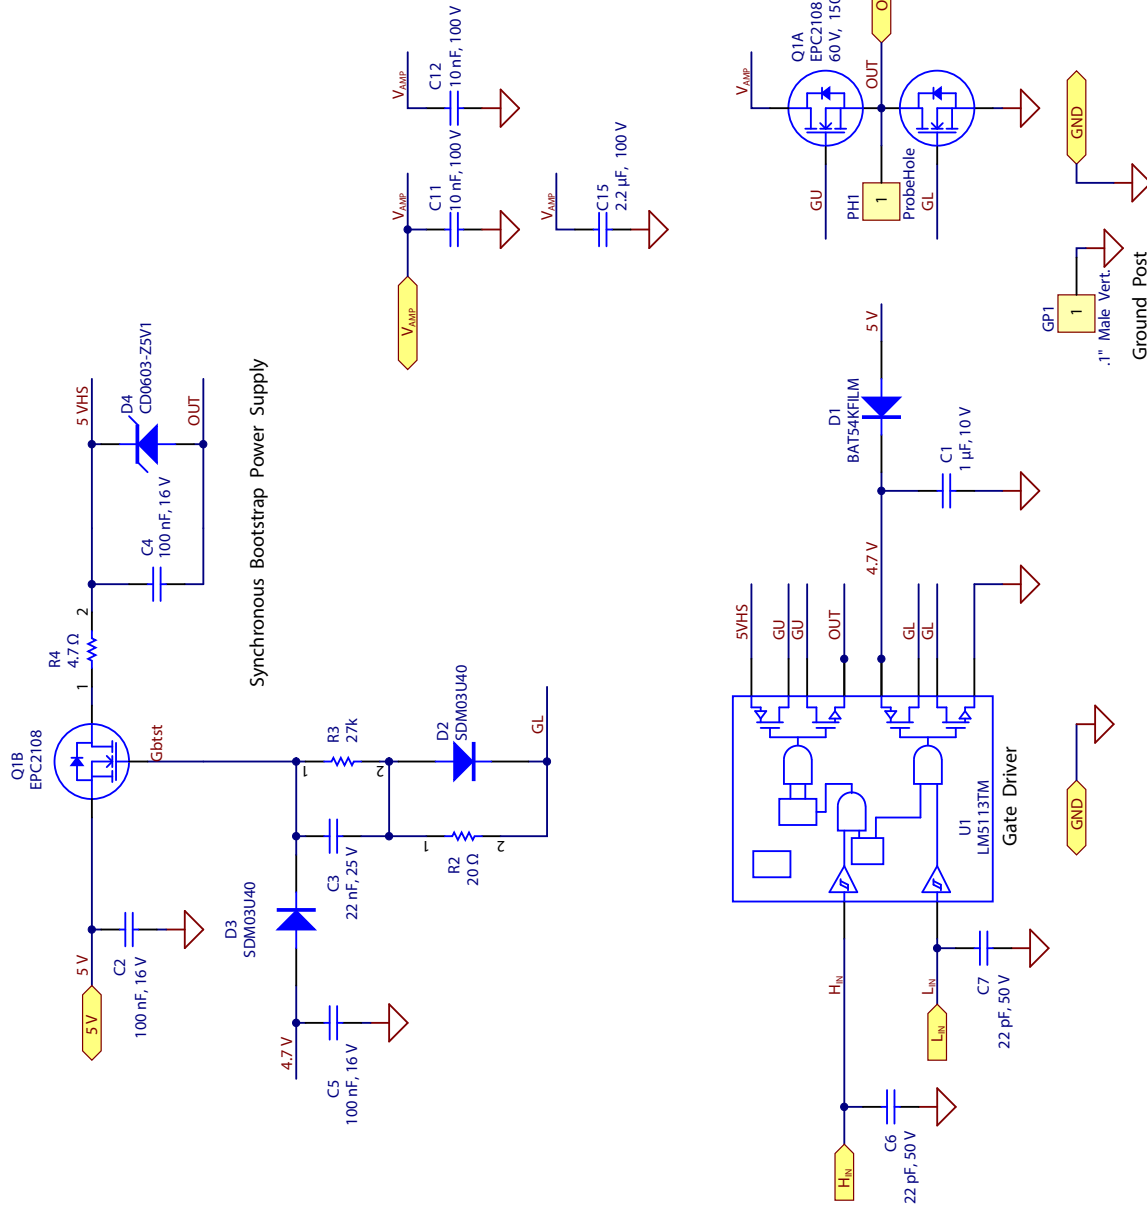 Q1B
EPC2108
R4
4.7 Ω
1
2
5 VHS
D4
CD0603-Z5V1
C4
100 nF, 16 V
OUT
Synchronous Bootstrap Power Supply
5 V
5 V
C2
100 nF, 16 V
Gbtst
D3
SDM03U40
R3
27k
1
2
C3
22 nF, 25 V
D2
SDM03U40
R2
20 Ω
1
2
GL
4.7 V
C5
100 nF, 16 V
VAMP
VAMP
C11
10 nF, 100 V
VAMP
C12
10 nF, 100 V
VAMP
C15
2.2 µF, 100 V
HIN
HIN
C6
22 pF, 50 V
LIN
LIN
C7
22 pF, 50 V
U1
LM5113TM
Gate Driver
5VHS
GU
GU
OUT
4.7 V
GL
GL
D1
BAT54KFILM
5 V
C1
1 µF, 10 V
GND
VAMP
Q1A
EPC2108
60 V, 150
GU
OUT
O
PH1
1
ProbeHole
GL
GND
GP1
1
.1" Male Vert.
Ground Post